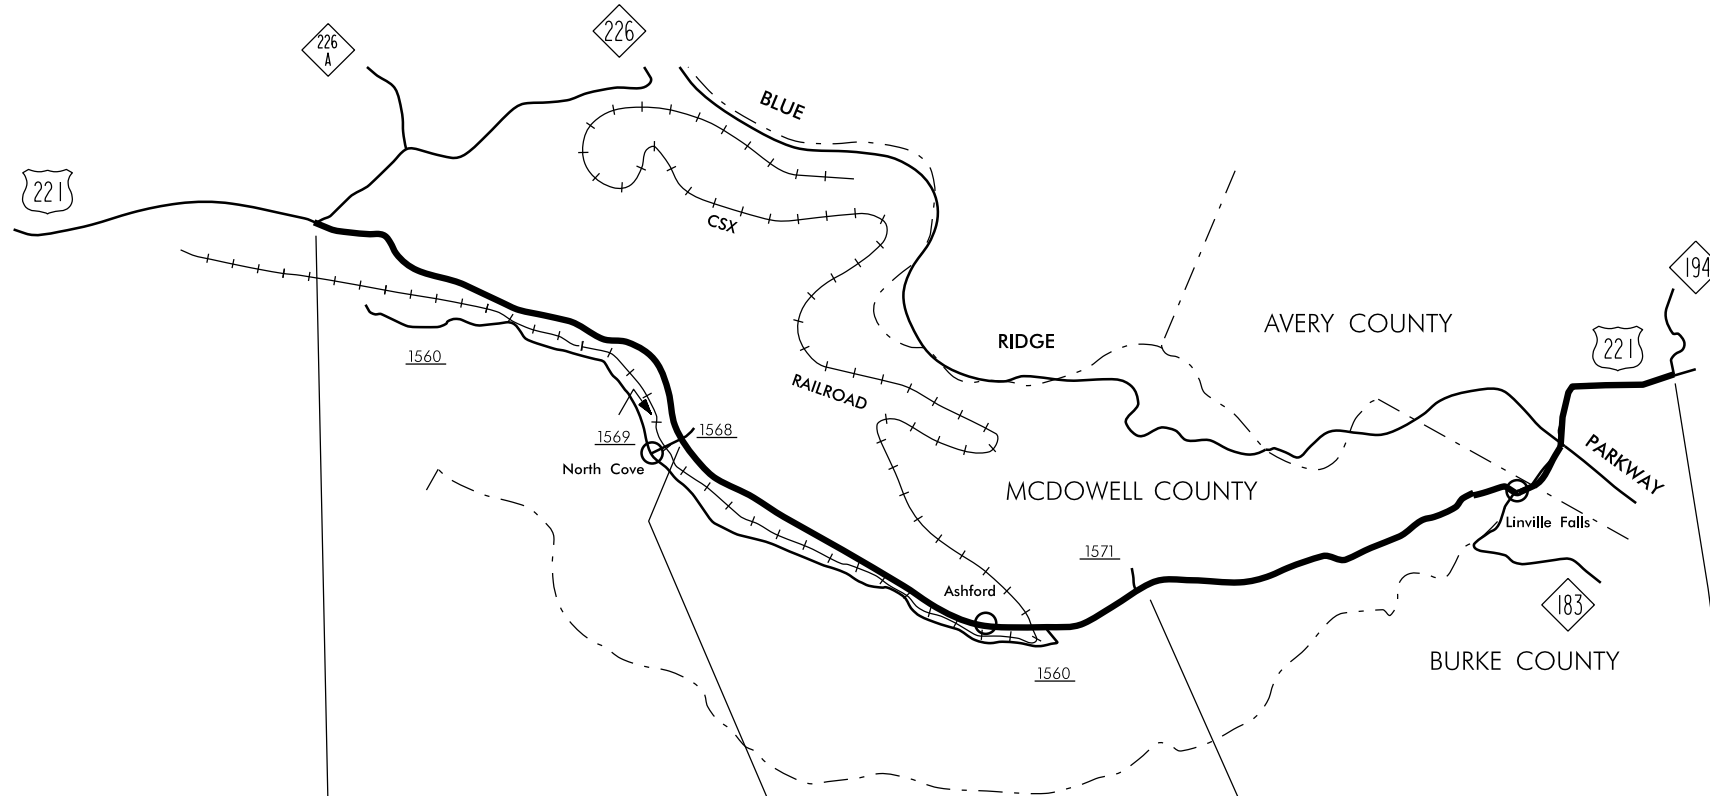 226
A
226
BLUE
221
CSX
194
AVERY COUNTY
RIDGE
221
1560
RAILROAD
1569
1568
North Cove
PARKWAY
MCDOWELL COUNTY
Linville Falls
1571
Ashford
183
BURKE COUNTY
1560